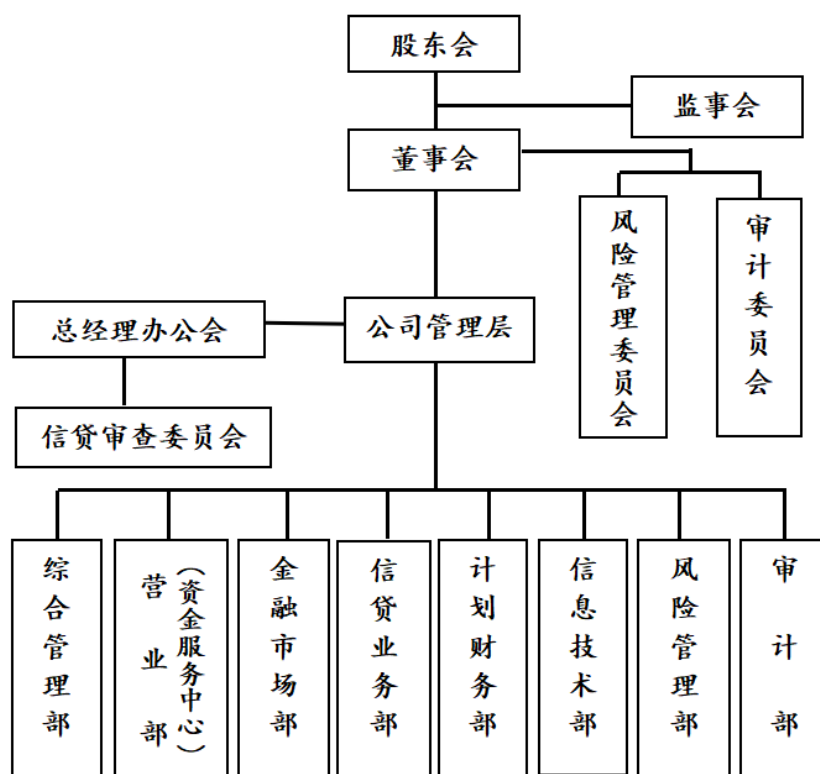 股东会
监事会
董事会
风险管理委员会
审计委员会
总经理办公会
公司管理层
信贷审查委员会
综合管理部
营业部
（资金服务中心）
金融市场部
信贷业务部
计划财务部
信息技术部
风险管理部
审计部